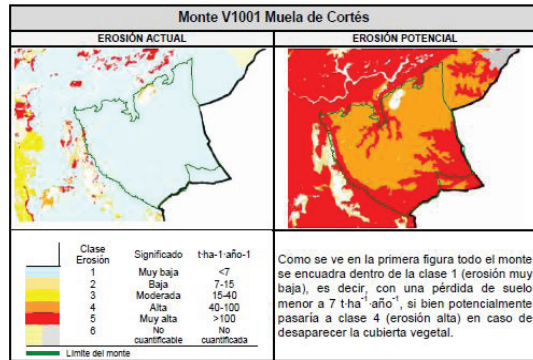 Monte V1001 Muela de Cortés
EROSIÓN ACTUAL
EROSIÓN POTENCIAL
Clase Erosión Significado t·ha-1·año-1
1 Muy baja <7
2 Baja 7-15
3 Moderada 15-40
4 Alta 40-100
5 Muy alta >100
6 No cuantificable No cuantificada
Límite del monte
Como se ve en la primera figura todo el monte
se encuadra dentro de la clase 1 (erosión muy
baja), es decir, con una pérdida de suelo
menor a 7 t·ha-1·año-1, si bien potencialmente
pasaría a clase 4 (erosión alta) en caso de
desaparecer la cubierta vegetal.